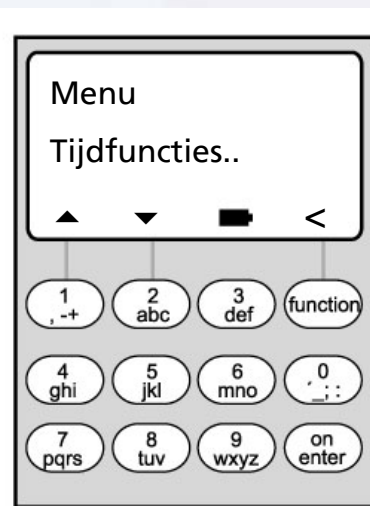 Menu
Tijdfuncties..
<
1 2 3 function
, -+ abc def
4 5 6 0
ghi jkl mno ´_; :
7 8 9 on
pqrs tuv wxyz enter